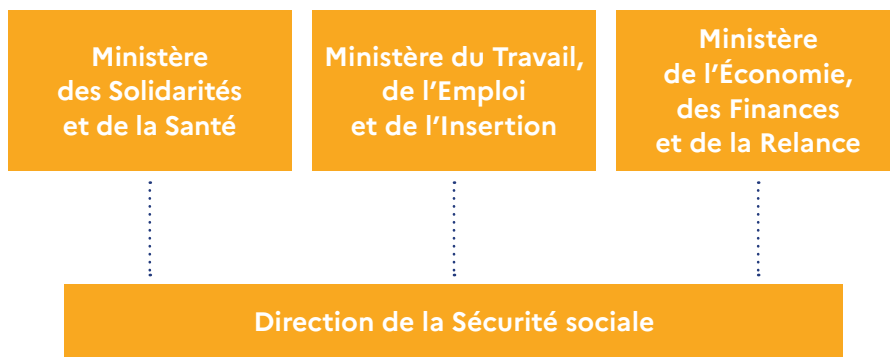 Ministère
des Solidarités
et de la Santé
Ministère du Travail,
de l’Emploi
et de l’Insertion
Ministère
de l’Économie,
des Finances
et de la Relance
Direction de la Sécurité sociale